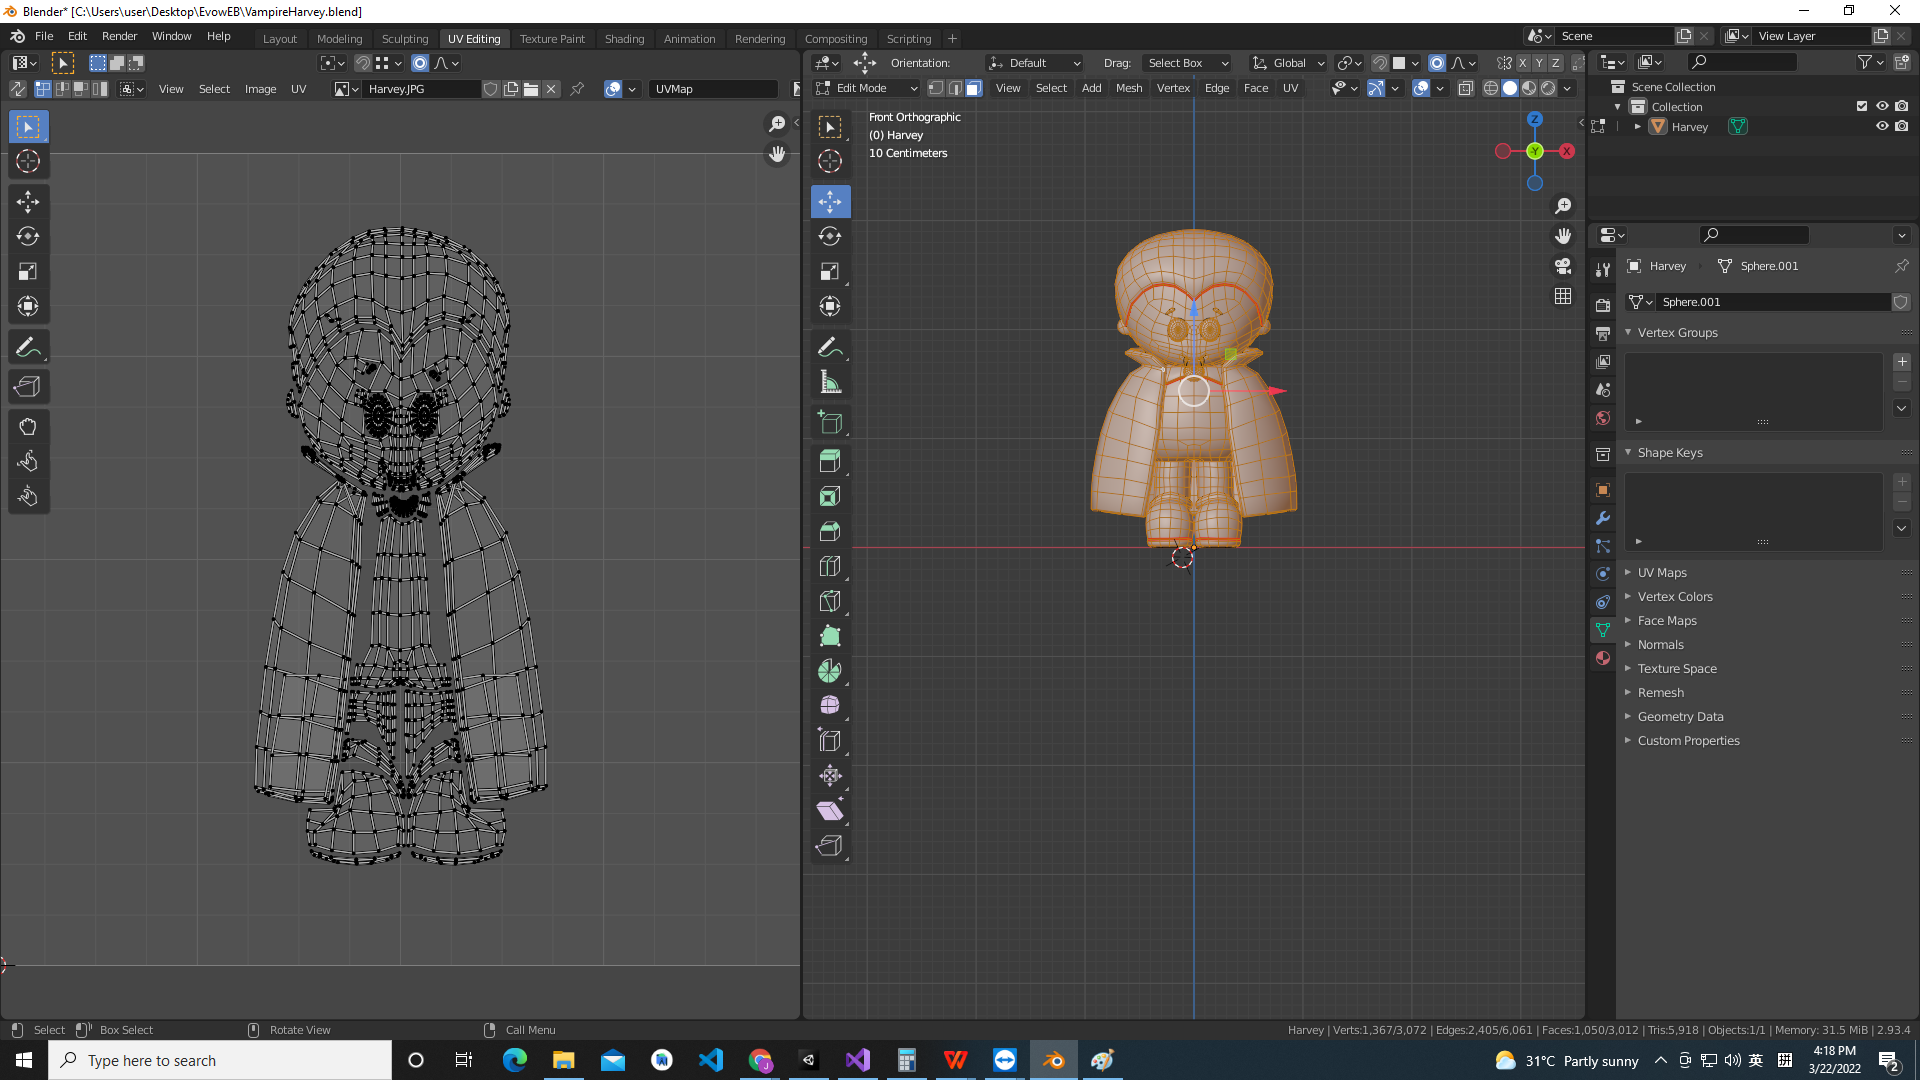 Blender* [C:\Users\user\Desktop\EvowEB\VampireHarvey.blend]
File Edit Render Window Help Layout Modeling Sculpting UV Editing Texture Paint Shading Animation Rendering Compositing Scripting Scene View Layer
Orientation: Default Drag: Select Box Global X Y Z
View Select Image UV Harvey.JPG UVMap Edit Mode View Select Add Mesh Vertex Edge Face UV
Scene Collection
Collection
Harvey
Front Orthographic
(0) Harvey
10 Centimeters
Z
Y
X
Harvey Sphere.001
Sphere.001
Vertex Groups
Shape Keys
UV Maps
Vertex Colors
Face Maps
Normals
Texture Space
Remesh
Geometry Data
Custom Properties
Select Box Select Rotate View Call Menu Harvey | Verts:1,367/3,072 | Edges:2,405/6,061 | Faces:1,050/3,012 | Tris:5,918 | Objects:1/1 | Memory: 31.5 MiB | 2.93.4
Type here to search
31°C Partly sunny
英
拼
4:18 PM
3/22/2022
2